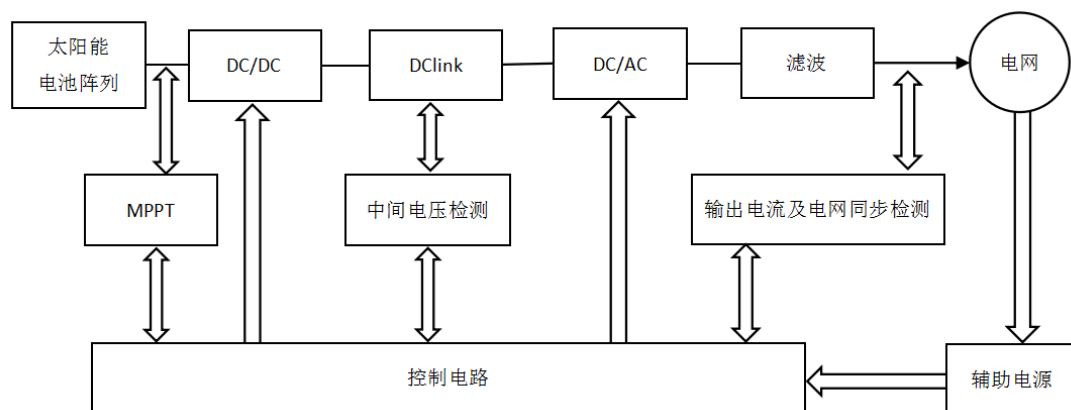 太阳能
电池阵列
DC/DC
DClink
DC/AC
滤波
电网
MPPT
中间电压检测
输出电流及电网同步检测
控制电路
辅助电源